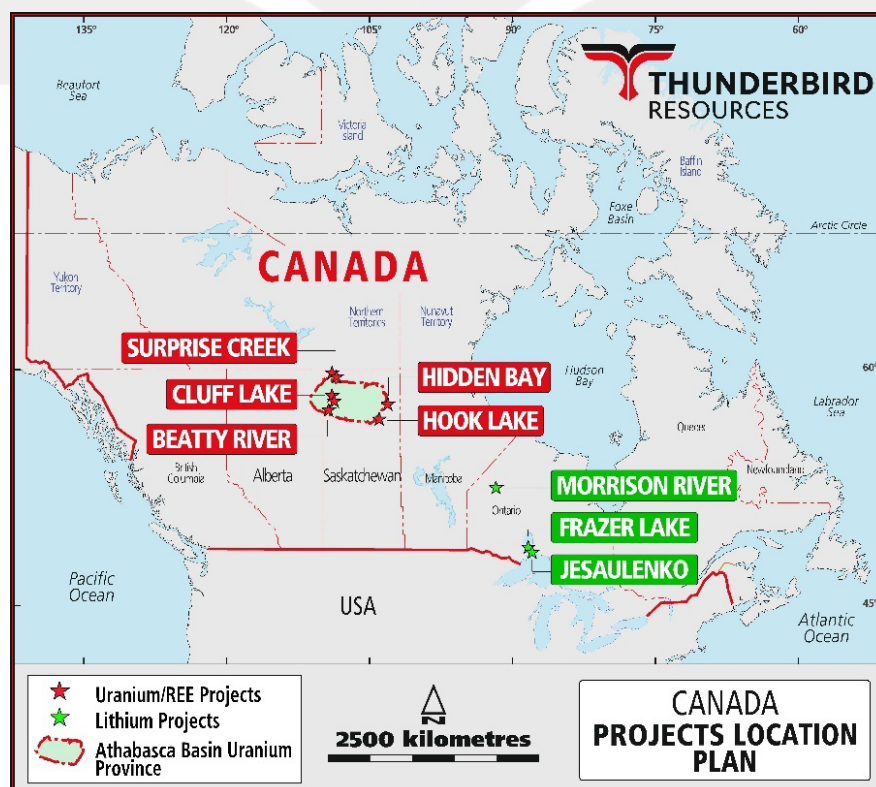 135°
120°
105°
90°
75°
60°
Beaufort
Sea
Victoria
Island
THUNDERBIRD
RESOURCES
Baffin
Island
Foxe
Basin
Arctic Circle
CANADA
Yukon
Territory
Northern
Territories
Nunavut
Territory
SURPRISE CREEK
CLUFF LAKE
BEATTY RIVER
HIDDEN BAY
HOOK LAKE
Hudson
Bay
60°
Labrador
Sea
British
Columbia
Alberta
Saskatchewan
Manitoba
Ontario
Newfoundland
MORRISON RIVER
FRAZER LAKE
JESAULENKO
Pacific
Ocean
USA
45°
Atlantic
Ocean
Uranium/REE Projects
Lithium Projects
Athabasca Basin Uranium
Province
N
2500 kilometres
CANADA
PROJECTS LOCATION
PLAN